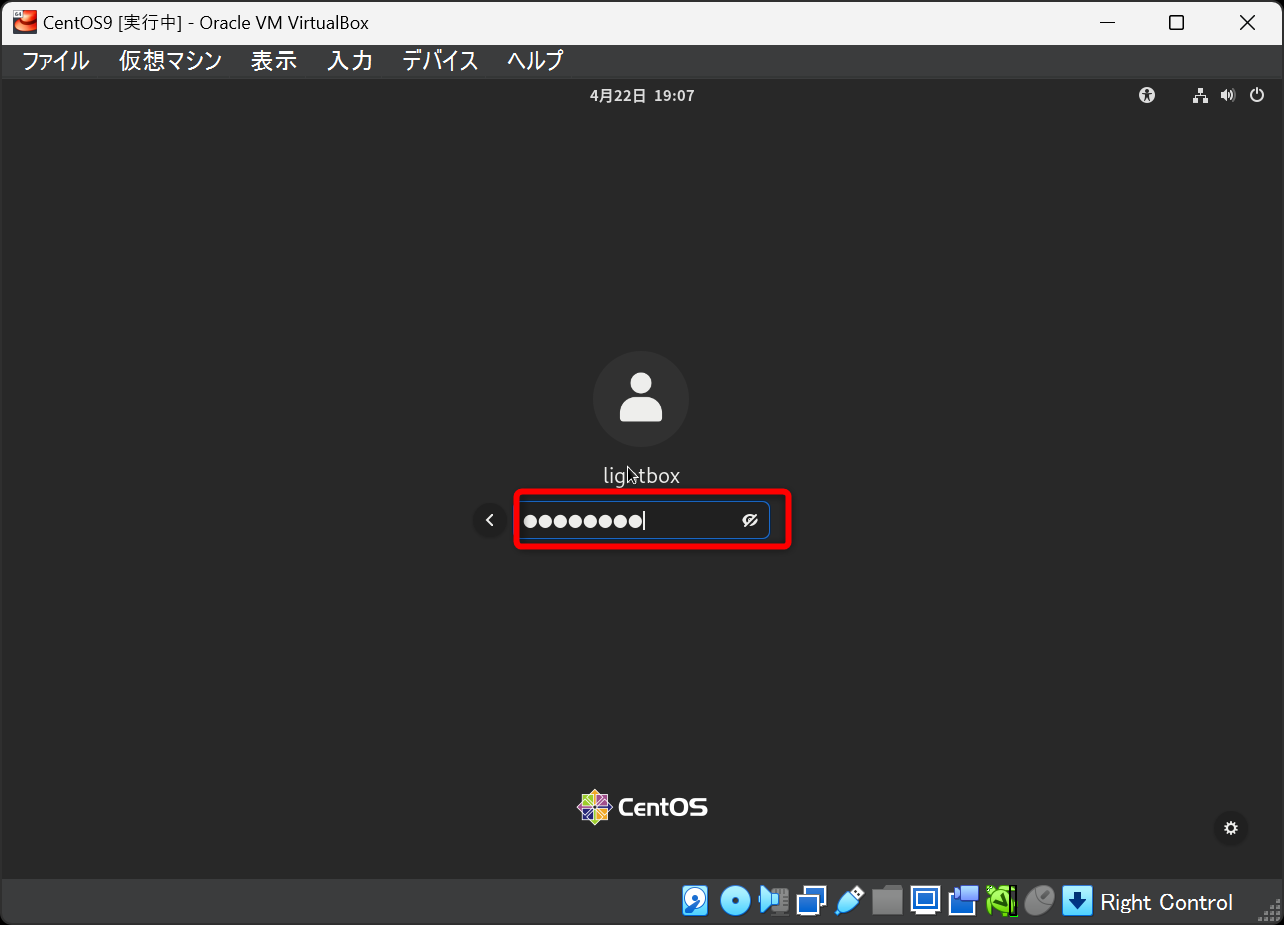 CentOS9 [実行中] - Oracle VM VirtualBox
ファイル 仮想マシン 表示 入力 デバイス ヘルプ
4月22日 19:07
lightbox
CentOS
Right Control